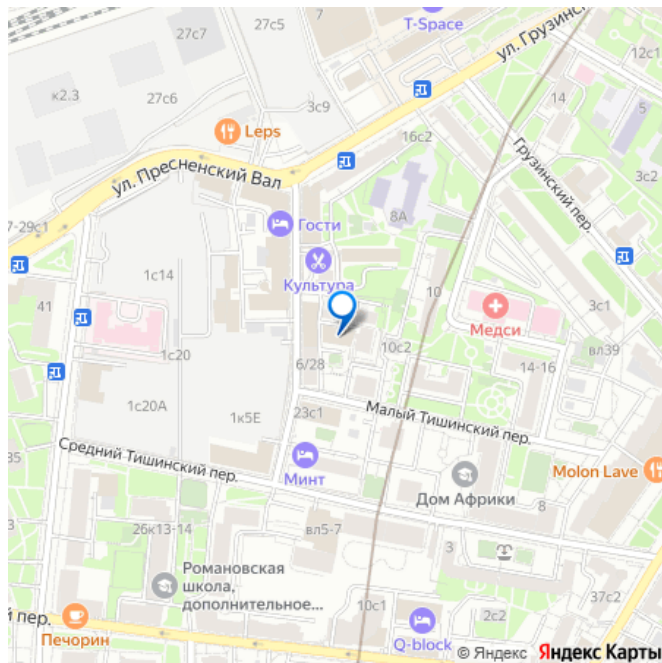 27с7
27с5
7
T-Space
ул. Грузинск
12с1
к2.3
27с6
3с9
14
5
Leps
16с2
3с2
ул. Пресненский Вал
Грузинский пер.
7-29с1
Гости
8А
Культура
1с14
10
3с1
Медси
вл39
41
1с20
10с2
14-16
6/28
1с20А
1к5Е
23с1
Малый Тишинский пер.
Средний Тишинский пер.
35
Минт
Molon Lave
Дом Африки
8
26к13-14
вл5-7
3
Романовская
школа,
дополнительное...
10с1
2с2
37с2
й пер.
Печорин
Q-block
© Яндекс Яндекс Карты